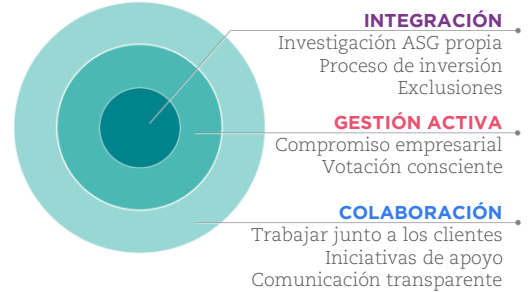 INTEGRACIÓN
Investigación ASG propia
Proceso de inversión
Exclusiones
GESTIÓN ACTIVA
Compromiso empresarial
Votación consciente
COLABORACIÓN
Trabajar junto a los clientes
Iniciativas de apoyo
Comunicación transparente